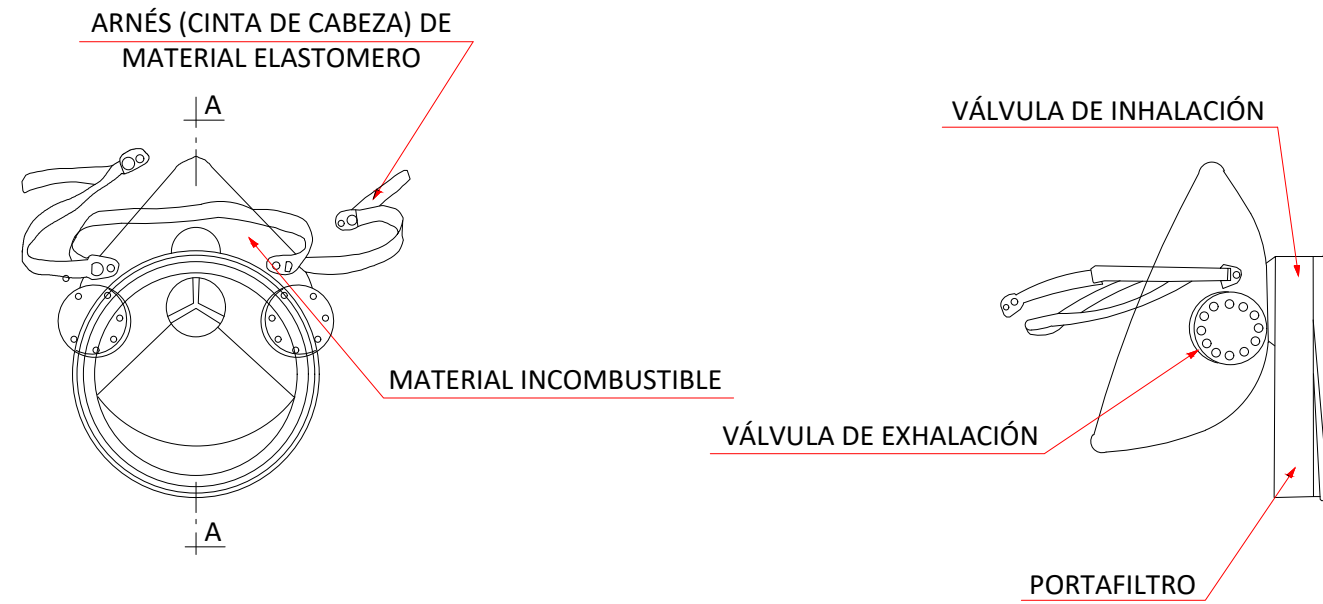 ARNÉS (CINTA DE CABEZA) DE
MATERIAL ELASTOMERO
A
VÁLVULA DE INHALACIÓN
MATERIAL INCOMBUSTIBLE
VÁLVULA DE EXHALACIÓN
A
PORTAFILTRO